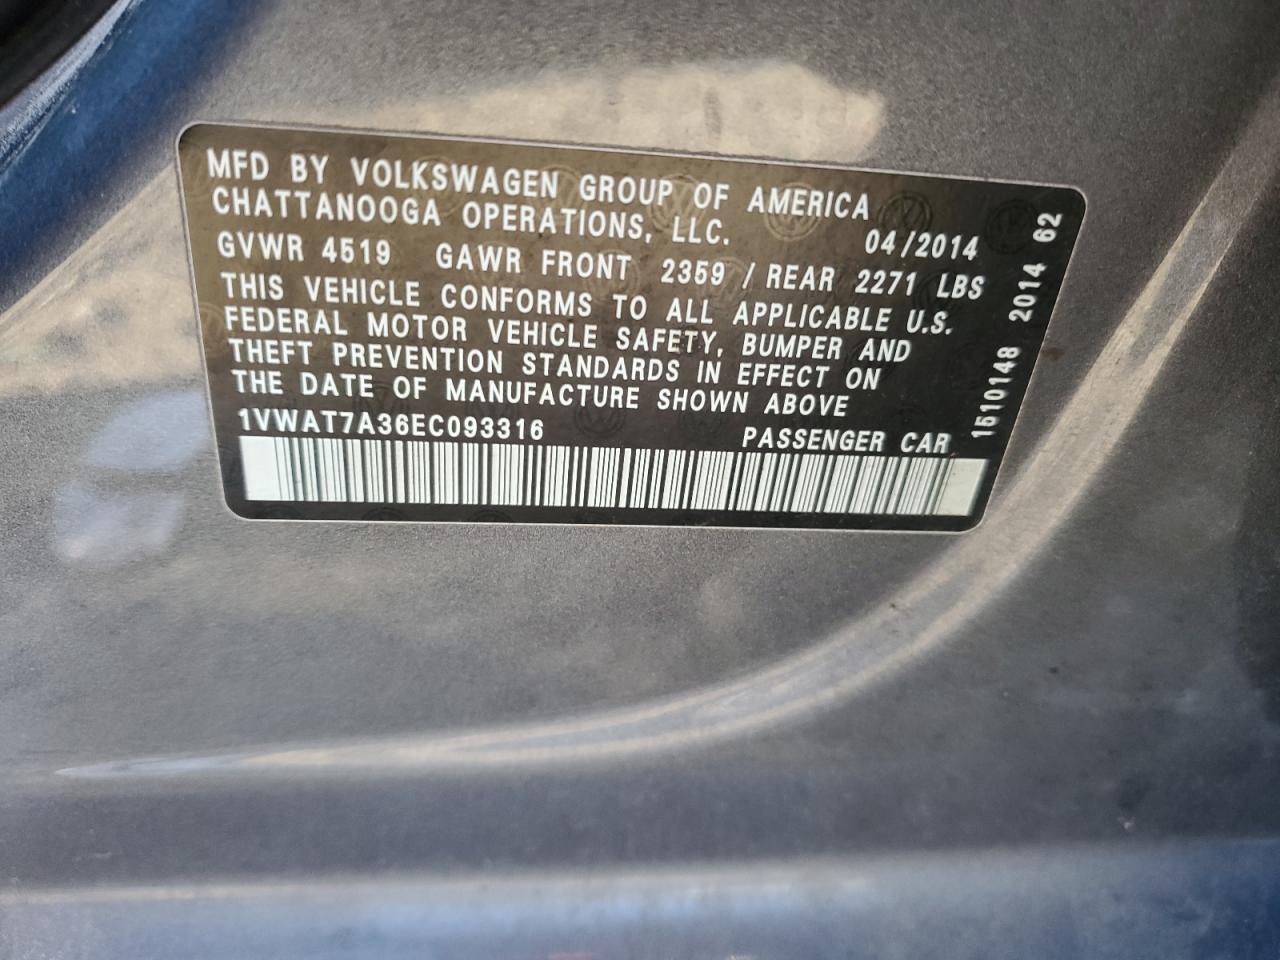 MFD BY VOLKSWAGEN GROUP OF AMERICA
CHATTANOOGA OPERATIONS, LLC. 04/2014
GVWR 4519 GAWR FRONT 2359 / REAR 2271 LBS
THIS VEHICLE CONFORMS TO ALL APPLICABLE U.S.
FEDERAL MOTOR VEHICLE SAFETY, BUMPER AND
THEFT PREVENTION STANDARDS IN EFFECT ON
THE DATE OF MANUFACTURE SHOWN ABOVE
1VWAT7A36EC093316 PASSENGER CAR
1510148 2014 62